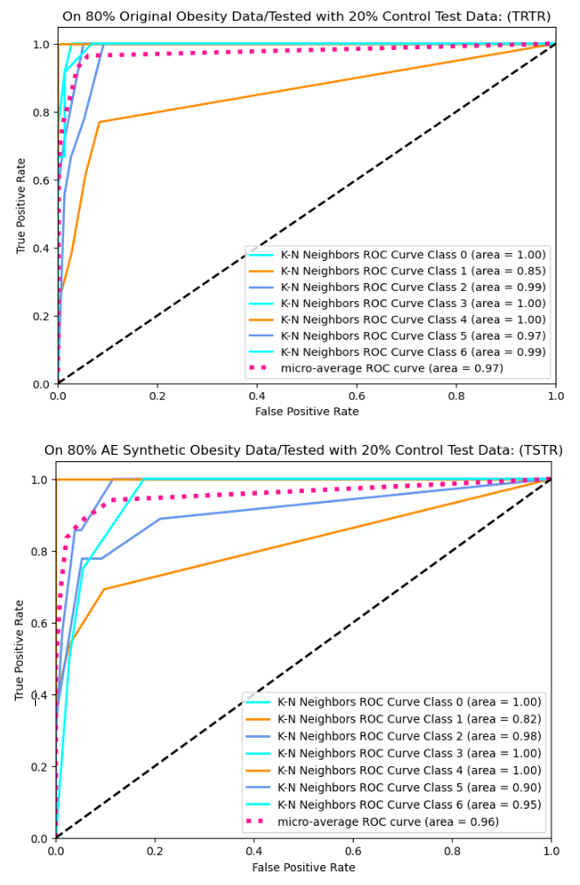 On 80% Original Obesity Data/Tested with 20% Control Test Data: (TRTR)
1.0
0.8
0.6
0.4
0.2
0.0
True Positive Rate
K-N Neighbors ROC Curve Class 0 (area = 1.00)
K-N Neighbors ROC Curve Class 1 (area = 0.85)
K-N Neighbors ROC Curve Class 2 (area = 0.99)
K-N Neighbors ROC Curve Class 3 (area = 1.00)
K-N Neighbors ROC Curve Class 4 (area = 1.00)
K-N Neighbors ROC Curve Class 5 (area = 0.97)
K-N Neighbors ROC Curve Class 6 (area = 0.99)
micro-average ROC curve (area = 0.97)
0.0 0.2 0.4 0.6 0.8 1.0
False Positive Rate
On 80% AE Synthetic Obesity Data/Tested with 20% Control Test Data: (TSTR)
1.0
0.8
0.6
0.4
0.2
0.0
True Positive Rate
K-N Neighbors ROC Curve Class 0 (area = 1.00)
K-N Neighbors ROC Curve Class 1 (area = 0.82)
K-N Neighbors ROC Curve Class 2 (area = 0.98)
K-N Neighbors ROC Curve Class 3 (area = 1.00)
K-N Neighbors ROC Curve Class 4 (area = 1.00)
K-N Neighbors ROC Curve Class 5 (area = 0.90)
K-N Neighbors ROC Curve Class 6 (area = 0.95)
micro-average ROC curve (area = 0.96)
0.0 0.2 0.4 0.6 0.8 1.0
False Positive Rate